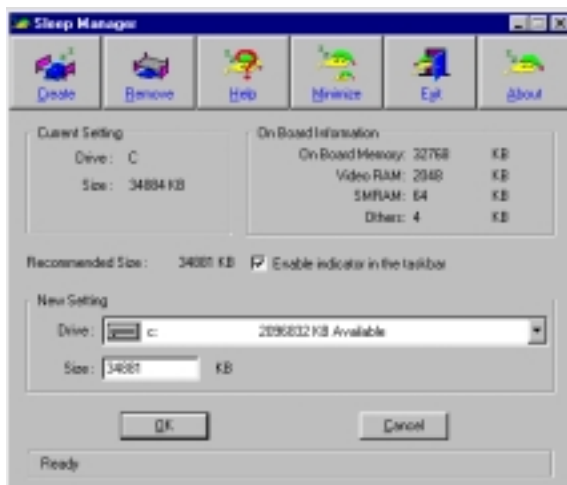 Sleep Manager
Create Remove Help Minimize Exit About
Current Setting
Drive : C
Size : 34884 KB
On Board Information
On Board Memory: 32768 KB
Video RAM: 2048 KB
SMRAM: 64 KB
Others: 4 KB
Recommended Size : 34881 KB Enable indicator in the taskbar
New Setting
Drive : c: 2096832 KB Available
Size : 34881 KB
OK Cancel
Ready